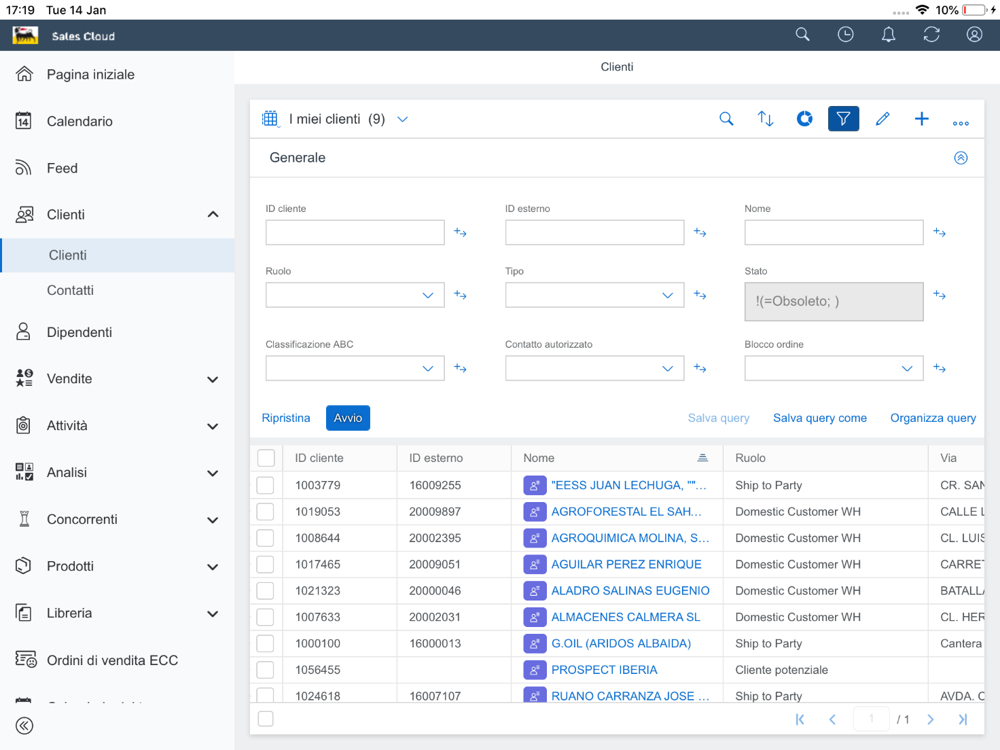 17:19 Tue 14 Jan 10%
Sales Cloud
Pagina iniziale
14 Calendario
Feed
Clienti
Clienti
Contatti
Dipendenti
Vendite
Attività
Analisi
Concorrenti
Prodotti
Libreria
Ordini di vendita ECC
Clienti
I miei clienti (9)
Generale
ID cliente ID esterno Nome
Ruolo Tipo Stato
!(=Obsoleto; )
Classificazione ABC Contatto autorizzato Blocco ordine
Ripristina Avvio Salva query Salva query come Organizza query
ID cliente ID esterno Nome Ruolo Via
1003779 16009255 "EESS JUAN LECHUGA, ""... Ship to Party CR. SAN
1019053 20009897 AGROFORESTAL EL SAH... Domestic Customer WH CALLE L
1008644 20002395 AGROQUIMICA MOLINA, S... Domestic Customer WH CL. LUIS
1017465 20009051 AGUILAR PEREZ ENRIQUE Domestic Customer WH CARRET
1021323 20000046 ALADRO SALINAS EUGENIO Domestic Customer WH BATALLA
1007633 20002031 ALMACENES CALMERA SL Domestic Customer WH CL. HER
1000100 16000013 G.OIL (ARIDOS ALBAIDA) Ship to Party Cantera
1056455 PROSPECT IBERIA Cliente potenziale
1024618 16007107 RUANO CARRANZA JOSE ... Ship to Party AVDA. C
1 / 1